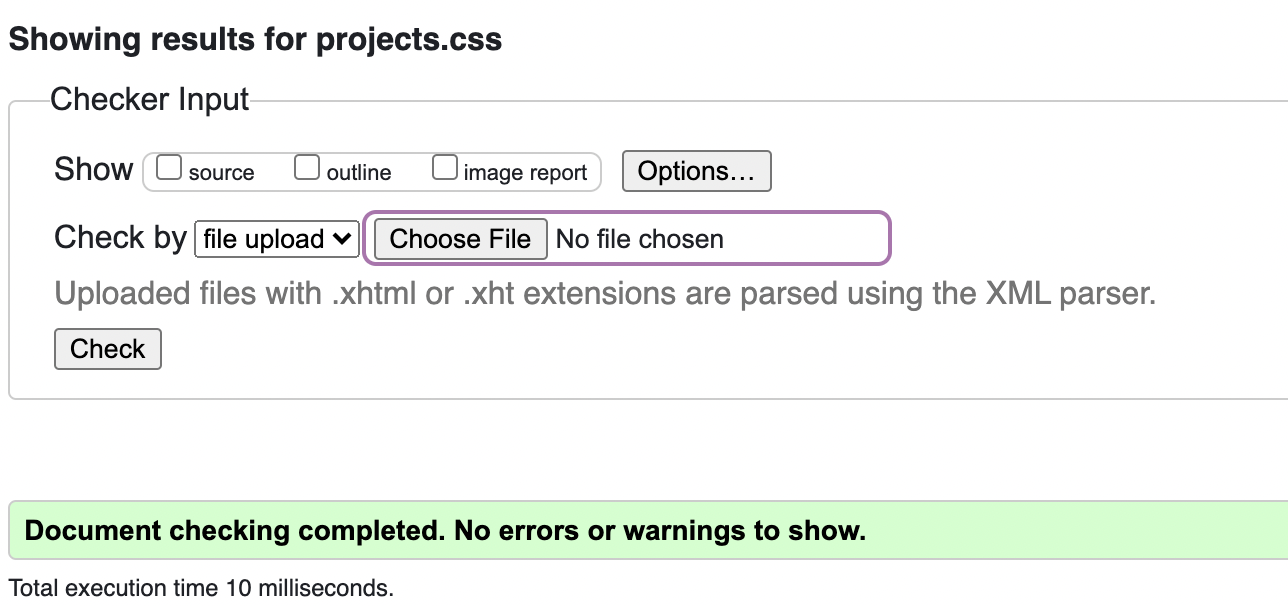 Showing results for projects.css
Checker Input
Show source outline image report Options…
Check by file upload Choose File No file chosen
Uploaded files with .xhtml or .xht extensions are parsed using the XML parser.
Check
Document checking completed. No errors or warnings to show.
Total execution time 10 milliseconds.